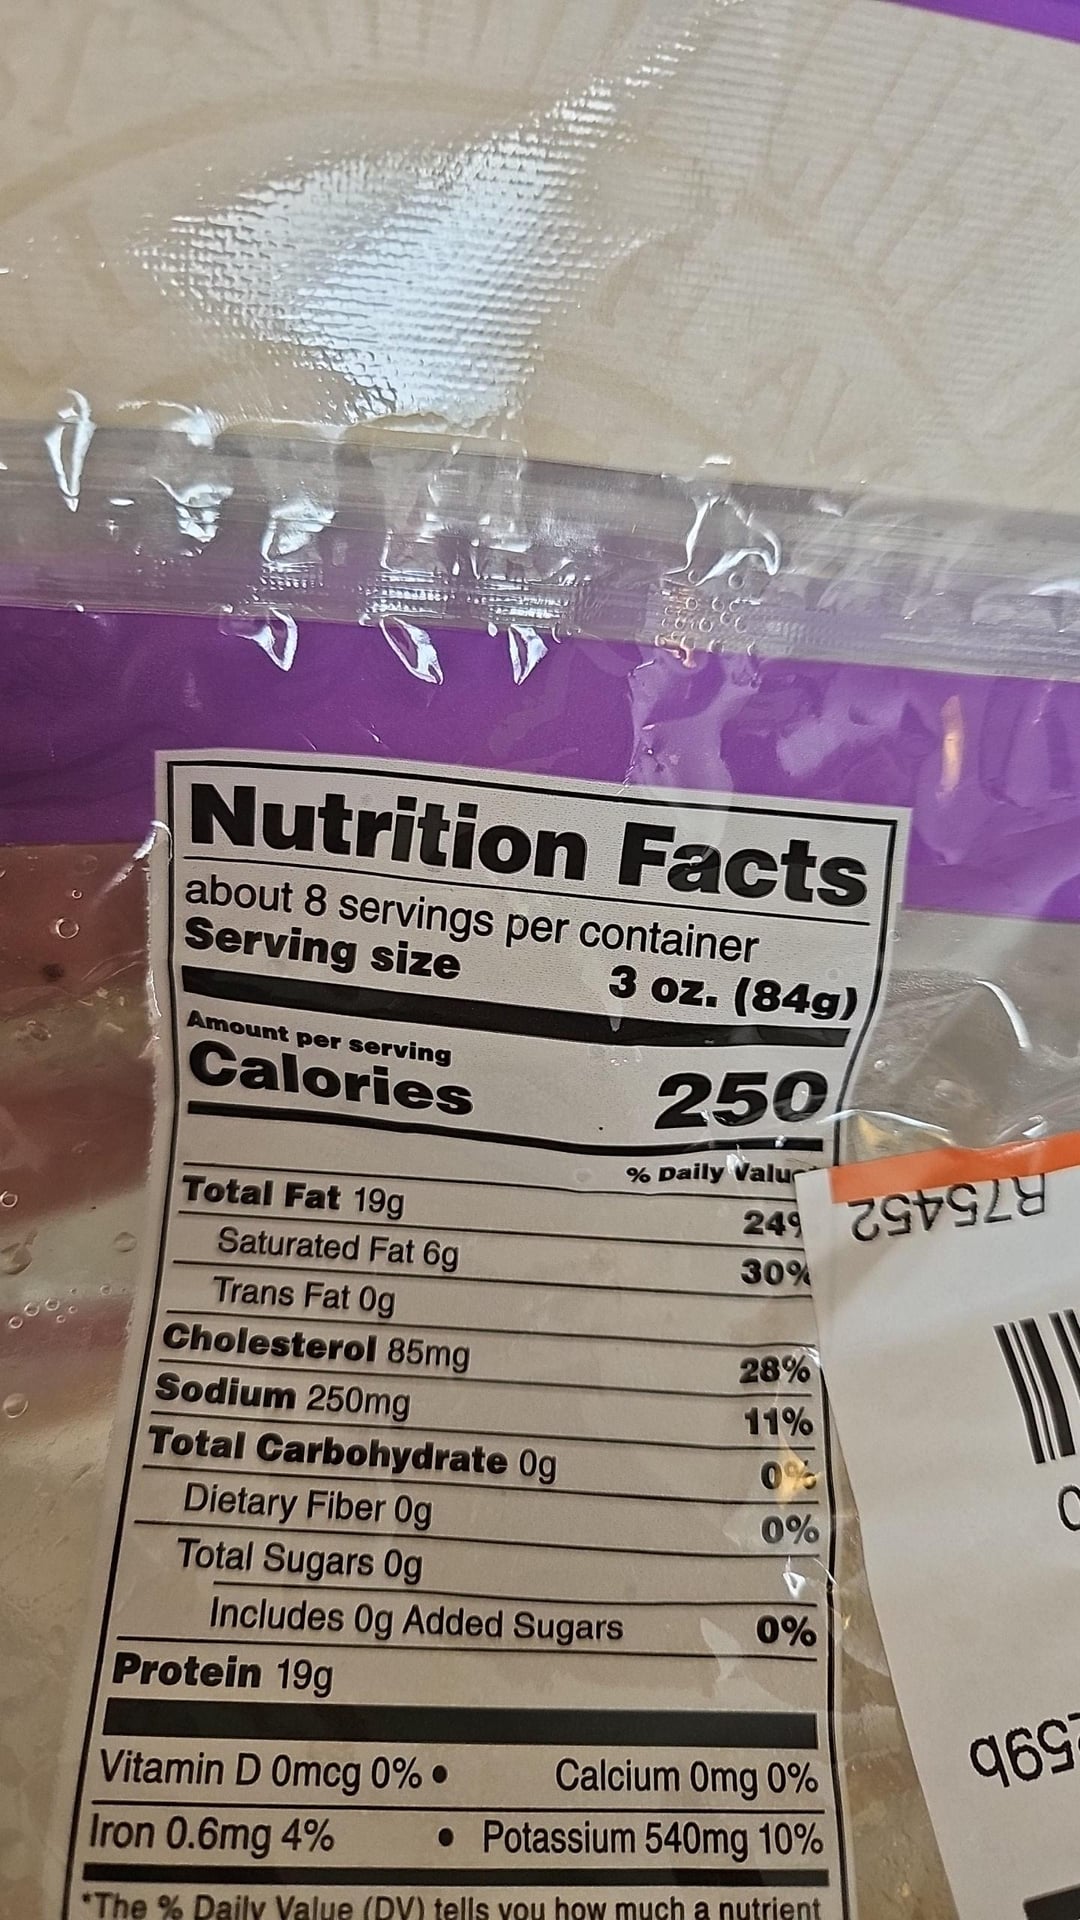 Nutrition Facts
about 8 servings per container
Serving size 3 oz. (84g)
Amount per serving
Calories 250
% Daily
Total Fat 19g
Saturated Fat 6g 30%
Trans Fat 0g
Cholesterol 85mg 28%
Sodium 250mg 11%
Total Carbohydrate 0g 0%
Dietary Fiber 0g 0%
Total Sugars 0g
Includes 0g Added Sugars 0%
Protein 19g
Vitamin D 0mcg 0% • Calcium 0mg 0%
Iron 0.6mg 4% • Potassium 540mg 10%
*The % Daily Value (DV) tells you how much a nutrient
R75452